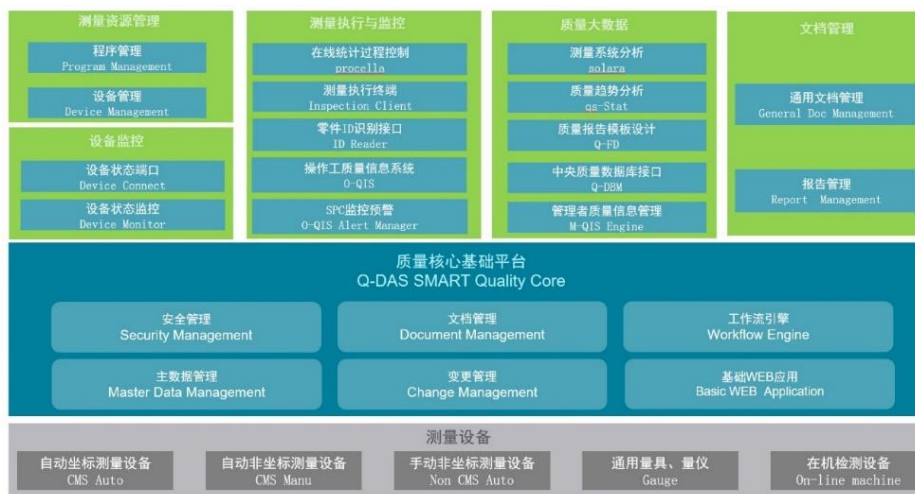 测量资源管理
程序管理
Program Management
设备管理
Device Management
设备监控
设备状态端口
Device Connect
设备状态监控
Device Monitor
测量执行与监控
在线统计过程控制
procella
测量执行终端
Inspection Client
零件ID识别接口
ID Reader
操作工质量信息系统
O-QIS
SPC监控预警
O-QIS Alert Manager
质量大数据
测量系统分析
solara
质量趋势分析
qs-Stat
质量报告模板设计
Q-FD
中央质量数据库接口
Q-DBM
管理者质量信息管理
M-QIS Engine
文档管理
通用文档管理
General Doc Management
报告管理
Report Management
质量核心基础平台
Q-DAS SMART Quality Core
安全管理
Security Management
文档管理
Document Management
工作流引擎
Workflow Engine
主数据管理
Master Data Management
变更管理
Change Management
基础WEB应用
Basic WEB Application
测量设备
自动坐标测量设备
CMS Auto
自动非坐标测量设备
CMS Manu
手动非坐标测量设备
Non CMS Auto
通用量具、量仪
Gauge
在机检测设备
On-line machine